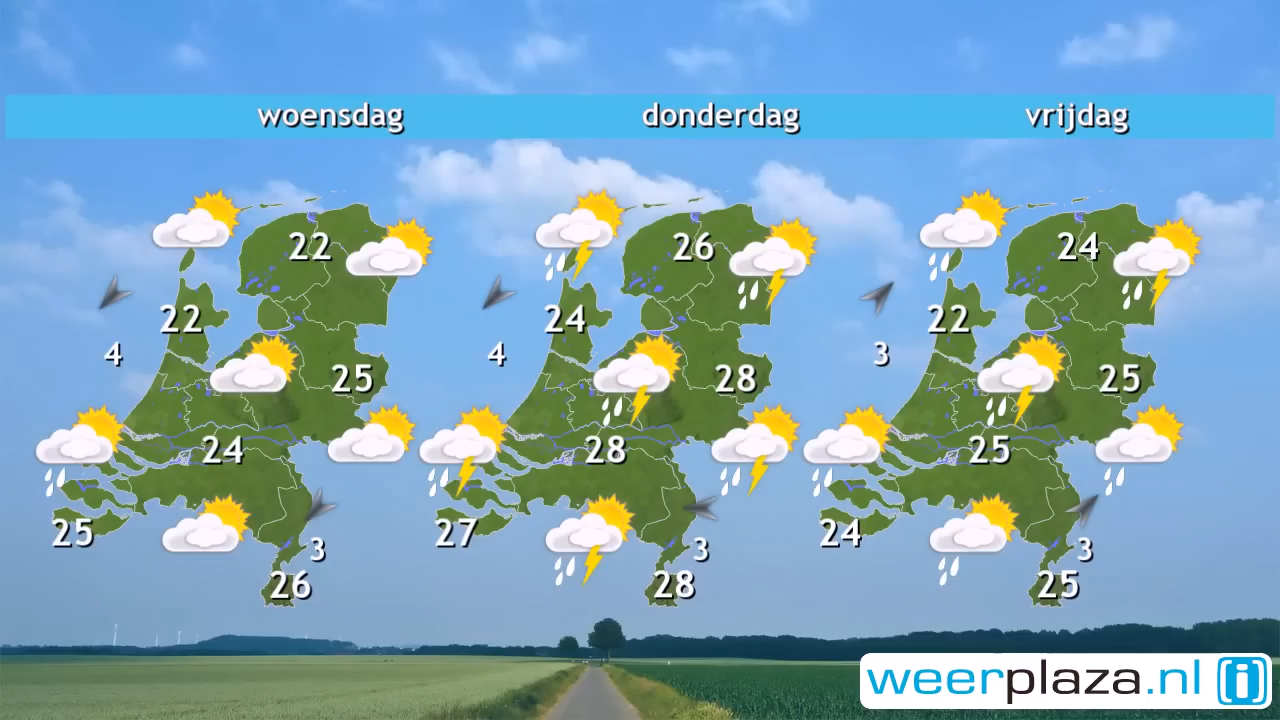 woensdag donderdag vrijdag
22 26 24
22 24 22
4 4 3
25 28 25
24 28 25
25 27 24
3 3 3
26 28 25
weerplaza.nl i